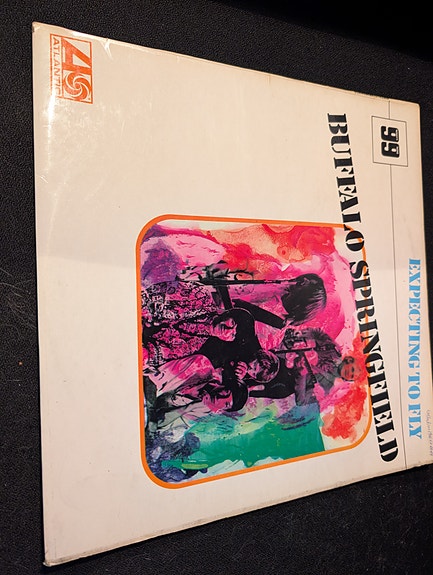 99
EXPECTING TO FLY
BUFFALO SPRINGFIELD
ATLANTIC